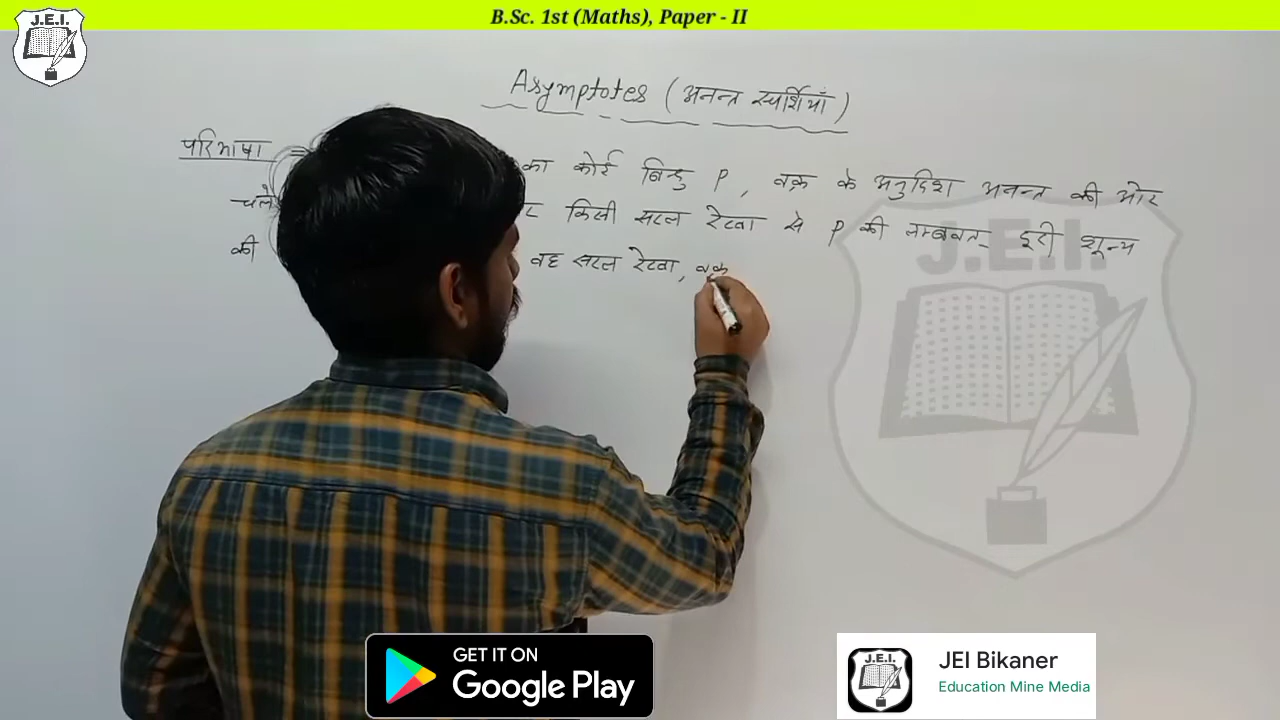 B.Sc. 1st (Maths), Paper - II
J.E.I.
Asymptotes (अनन्त स्पर्शियाँ)
परिभाषा
का कोई बिन्दु P, वक्र के अनुदिश अनन्त की ओर
चले किसी सरल रेखा से P की लम्बवत दूरी शून्य
की वह सरल रेखा, वक्र
J.E.I.
GET IT ON
Google Play
J.E.I.
JEI Bikaner
Education Mine Media